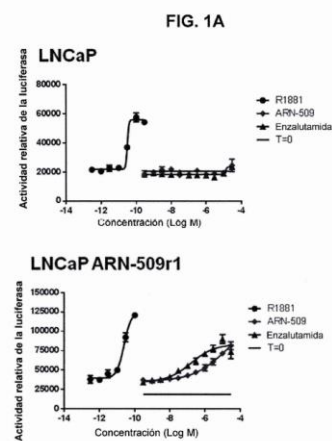 FIG. 1A
LNCaP
Actividad relativa de la luciferasa
80000
60000
40000
20000
0
-14
-12
-10
-8
-6
-4
Concentración (Log M)
R1881
ARN-509
Enzalutamida
T=0
LNCaP ARN-509r1
Actividad relativa de la luciferasa
150000
125000
100000
75000
50000
25000
0
-14
-12
-10
-8
-6
-4
Concentración (Log M)
R1881
ARN-509
Enzalutamida
T=0